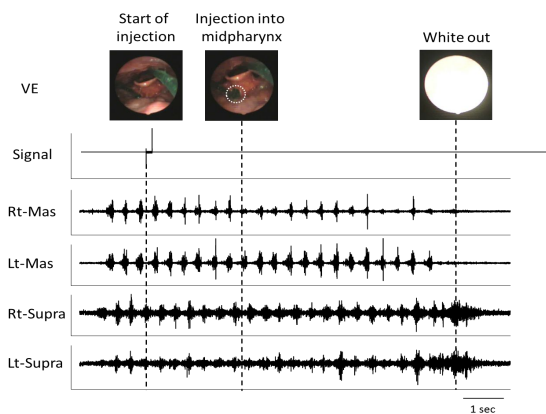 Start of
injection
Injection into
midpharynx
White out
VE
Signal
Rt-Mas
Lt-Mas
Rt-Supra
Lt-Supra
1 sec